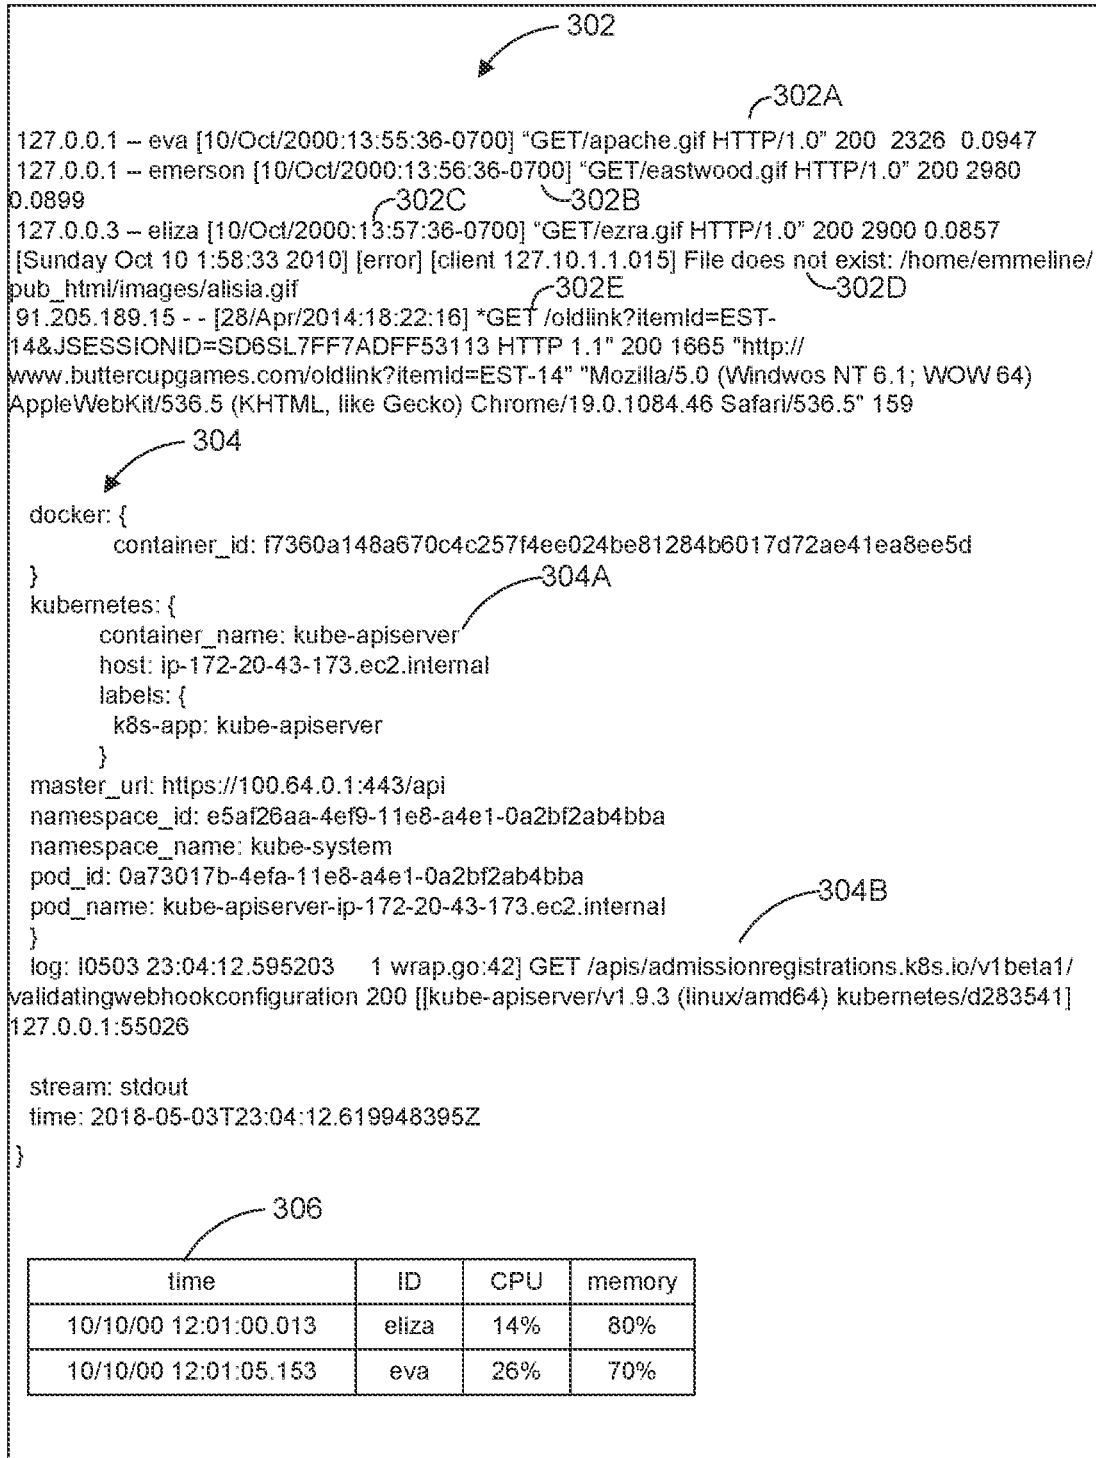 302
302A
127.0.0.1 – eva [10/Oct/2000:13:55:36-0700] “GET/apache.gif HTTP/1.0” 200 2326 0.0947
127.0.0.1 – emerson [10/Oct/2000:13:56:36-0700] “GET/eastwood.gif HTTP/1.0” 200 2980
0.0899
302C
302B
127.0.0.3 – eliza [10/Oct/2000:13:57:36-0700] “GET/ezra.gif HTTP/1.0” 200 2900 0.0857
[Sunday Oct 10 1:58:33 2010] [error] [client 127.10.1.1.015] File does not exist: /home/emmeline/
pub_html/images/alisia.gif
302E
302D
91.205.189.15 - - [28/Apr/2014:18:22:16] *GET /oldlink?itemId=EST-
14&JSESSIONID=SD6SL7FF7ADFF53113 HTTP 1.1" 200 1665 "http://
www.buttercupgames.com/oldlink?itemId=EST-14" "Mozilla/5.0 (Windwos NT 6.1; WOW 64)
AppleWebKit/536.5 (KHTML, like Gecko) Chrome/19.0.1084.46 Safari/536.5" 159
304
docker: {
container_id: f7360a148a670c4c257f4ee024be81284b6017d72ae41ea8ee5d
}
304A
kubernetes: {
container_name: kube-apiserver
host: ip-172-20-43-173.ec2.internal
labels: {
k8s-app: kube-apiserver
}
master_url: https://100.64.0.1:443/api
namespace_id: e5af26aa-4ef9-11e8-a4e1-0a2bf2ab4bba
namespace_name: kube-system
pod_id: 0a73017b-4efa-11e8-a4e1-0a2bf2ab4bba
304B
pod_name: kube-apiserver-ip-172-20-43-173.ec2.internal
}
log: I0503 23:04:12.595203 1 wrap.go:42] GET /apis/admissionregistrations.k8s.io/v1beta1/
validatingwebhookconfiguration 200 [[kube-apiserver/v1.9.3 (linux/amd64) kubernetes/d283541]
127.0.0.1:55026
stream: stdout
time: 2018-05-03T23:04:12.619948395Z
}
306
time ID CPU memory
10/10/00 12:01:00.013 eliza 14% 80%
10/10/00 12:01:05.153 eva 26% 70%